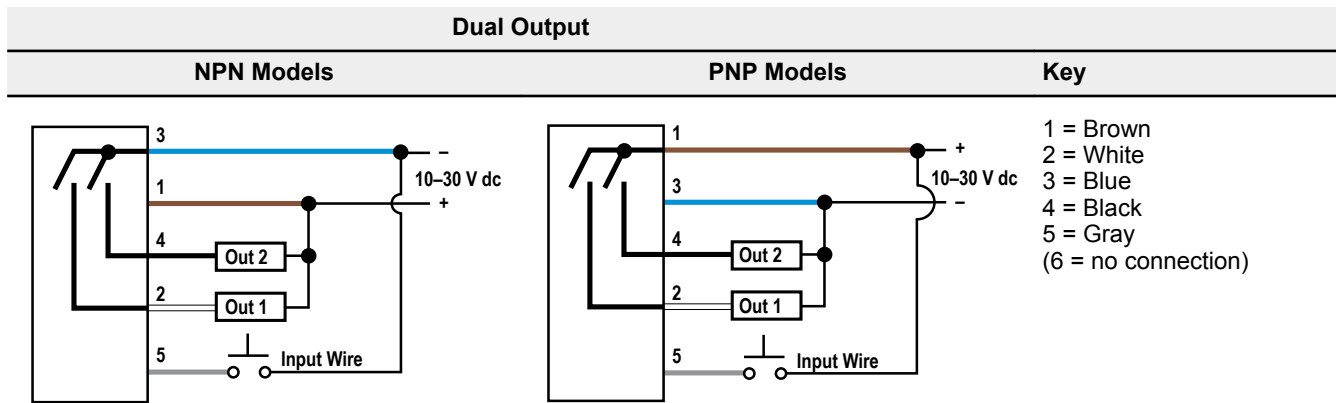 Dual Output
NPN Models
PNP Models
Key
3
–
10–30 V dc
1
+
4
Out 2
2
Out 1
5
Input Wire
1
+
10–30 V dc
3
–
4
Out 2
2
Out 1
5
Input Wire
1 = Brown
2 = White
3 = Blue
4 = Black
5 = Gray
(6 = no connection)